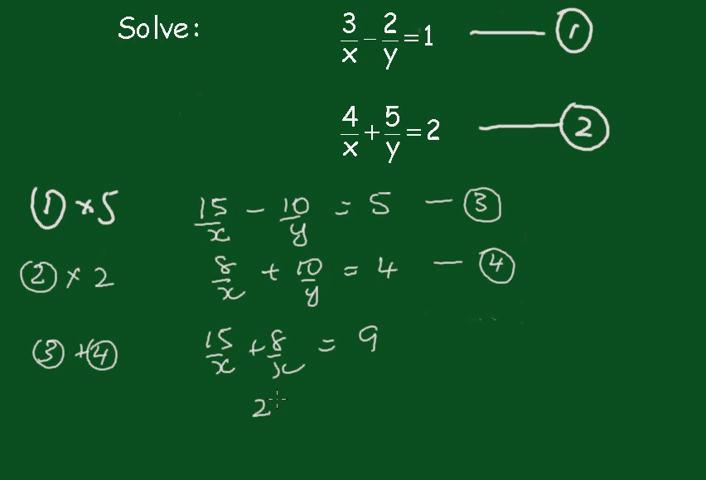 Solve: 3/x - 2/y = 1 —— ①
4/x + 5/y = 2 —— ②
① × 5 15/x - 10/y = 5 — ③
② × 2 8/x + 10/y = 4 — ④
③ + ④ 15/x + 8/x = 9
2